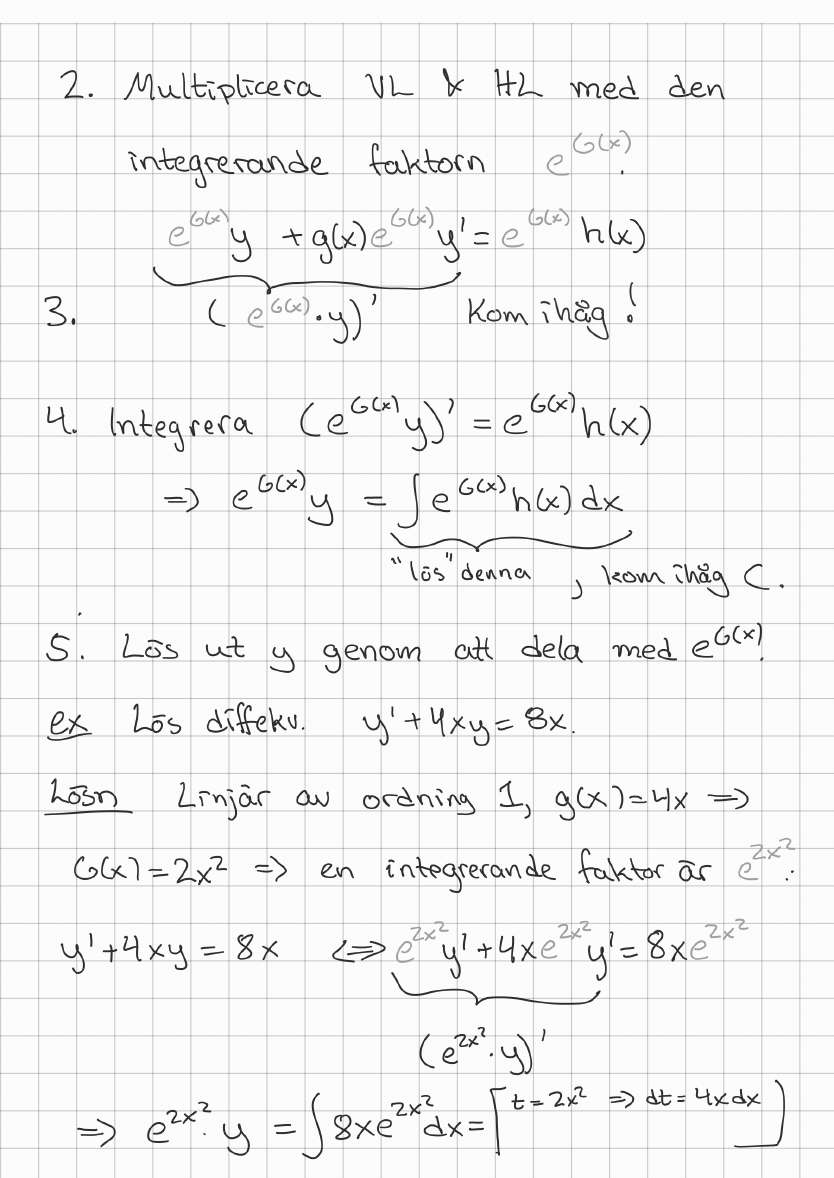 2. Multiplicera VL & HL med den
integrerande faktorn e^{G(x)}.
e^{G(x)}y + g(x)e^{G(x)}y' = e^{G(x)} h(x)
3. (e^{G(x)}·y)' Kom ihåg!
4. Integrera (e^{G(x)}y)' = e^{G(x)}h(x)
=> e^{G(x)}y = ∫e^{G(x)}h(x) dx
"lös" denna, kom ihåg C.
5. Lös ut y genom att dela med e^{G(x)}.
ex Lös diffekv. y' + 4xy = 8x.
Lösn Linjär av ordning 1, g(x) = 4x =>
G(x) = 2x² => en integrerande faktor är e^{2x²}.:
y' + 4xy = 8x <=> e^{2x²}y' + 4xe^{2x²}y' = 8xe^{2x²}
(e^{2x²}·y)'
=> e^{2x²}·y = ∫8xe^{2x²}dx = [t = 2x² => dt = 4xdx]